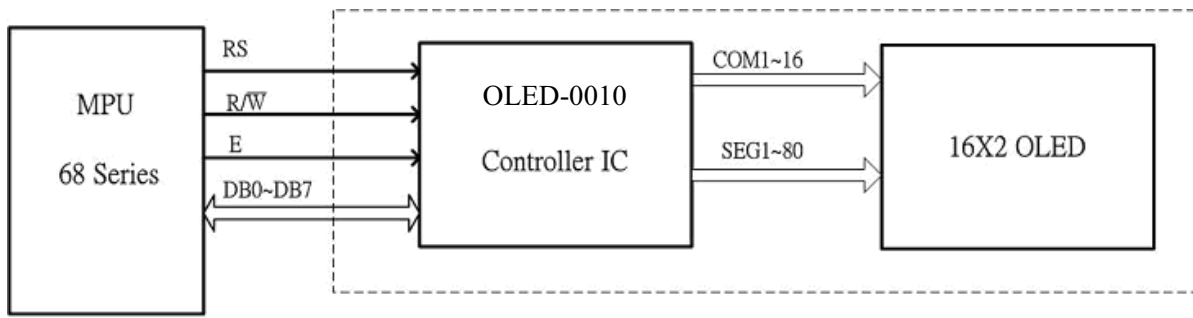 MPU
68 Series
RS
R/W̅
E
DB0~DB7
OLED-0010
Controller IC
COM1~16
SEG1~80
16X2 OLED